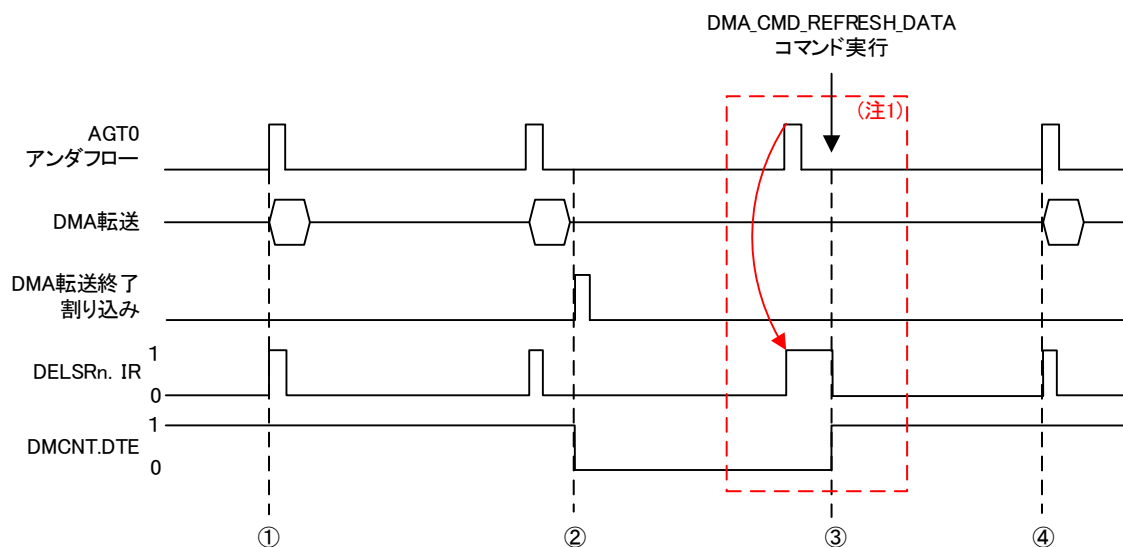 DMA_CMD_REFRESH_DATA
コマンド実行
(注1)
AGT0
アンダフロー
DMA転送
DMA転送終了
割り込み
DELSRn. IR
1
0
DMCNT.DTE
1
0
① ② ③ ④